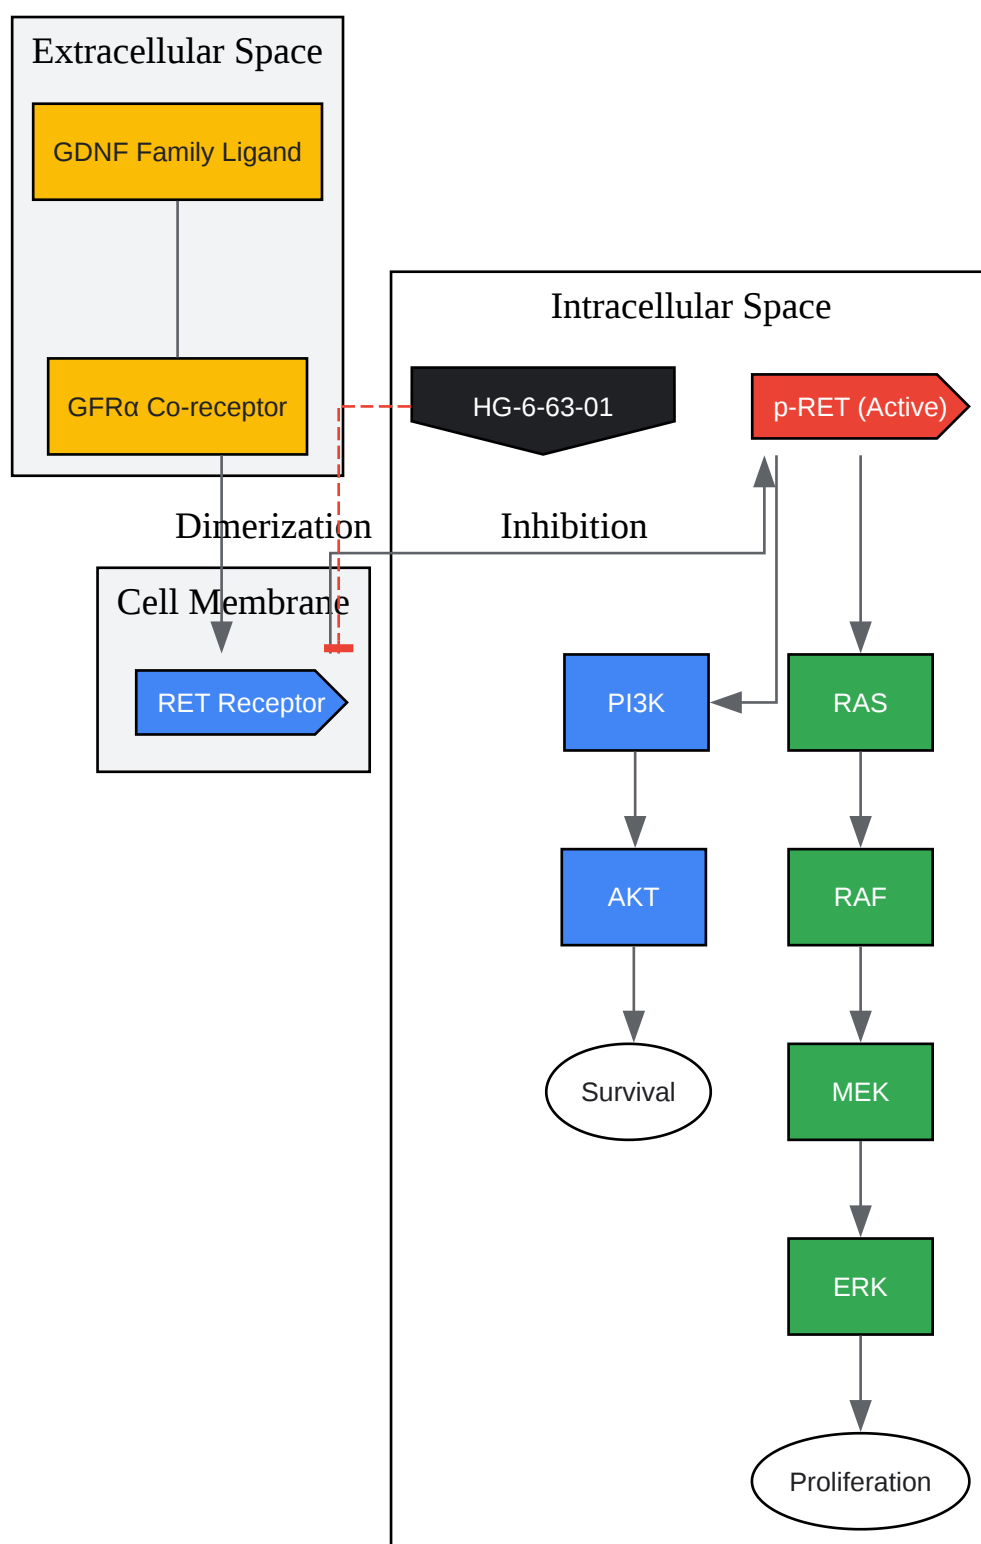 Extracellular Space
GDNF Family Ligand
Intracellular Space
GFRα Co-receptor
HG-6-63-01
p-RET (Active)
Dimerization
Inhibition
Cell Membrane
RET Receptor
PI3K
RAS
AKT
RAF
Survival
MEK
ERK
Proliferation